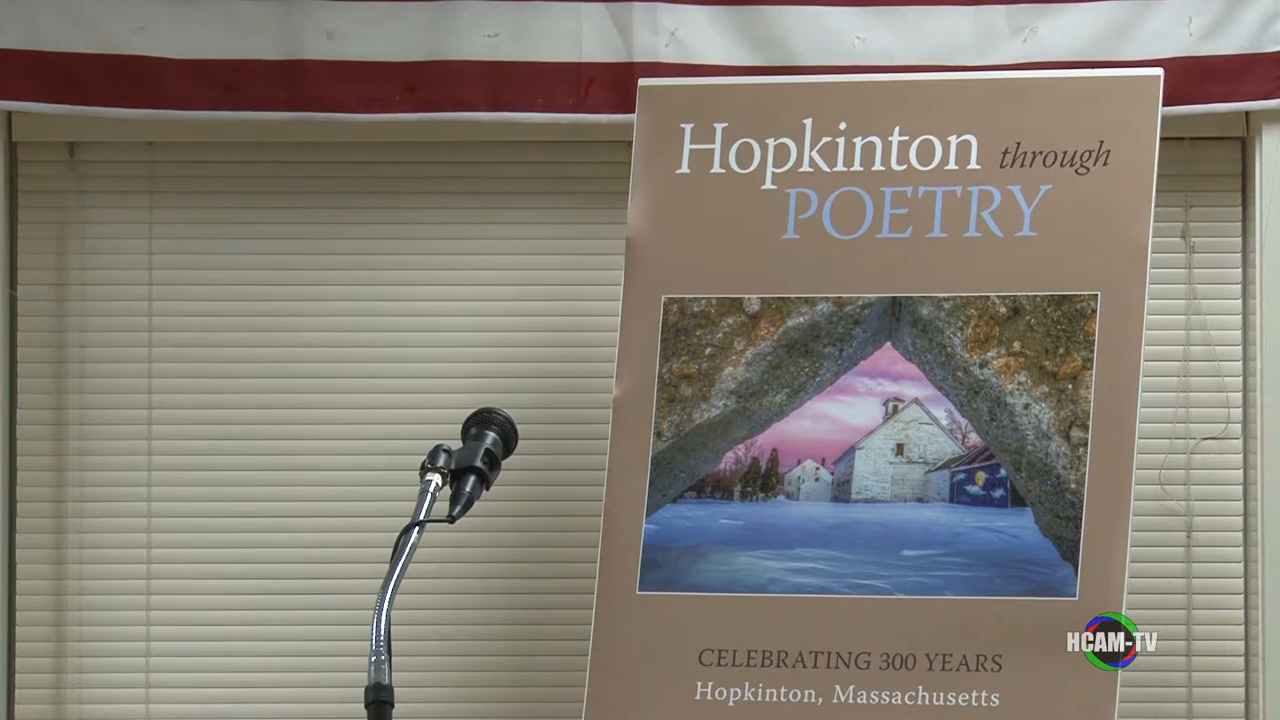 Hopkinton through
POETRY
CELEBRATING 300 YEARS
Hopkinton, Massachusetts
HCAM-TV